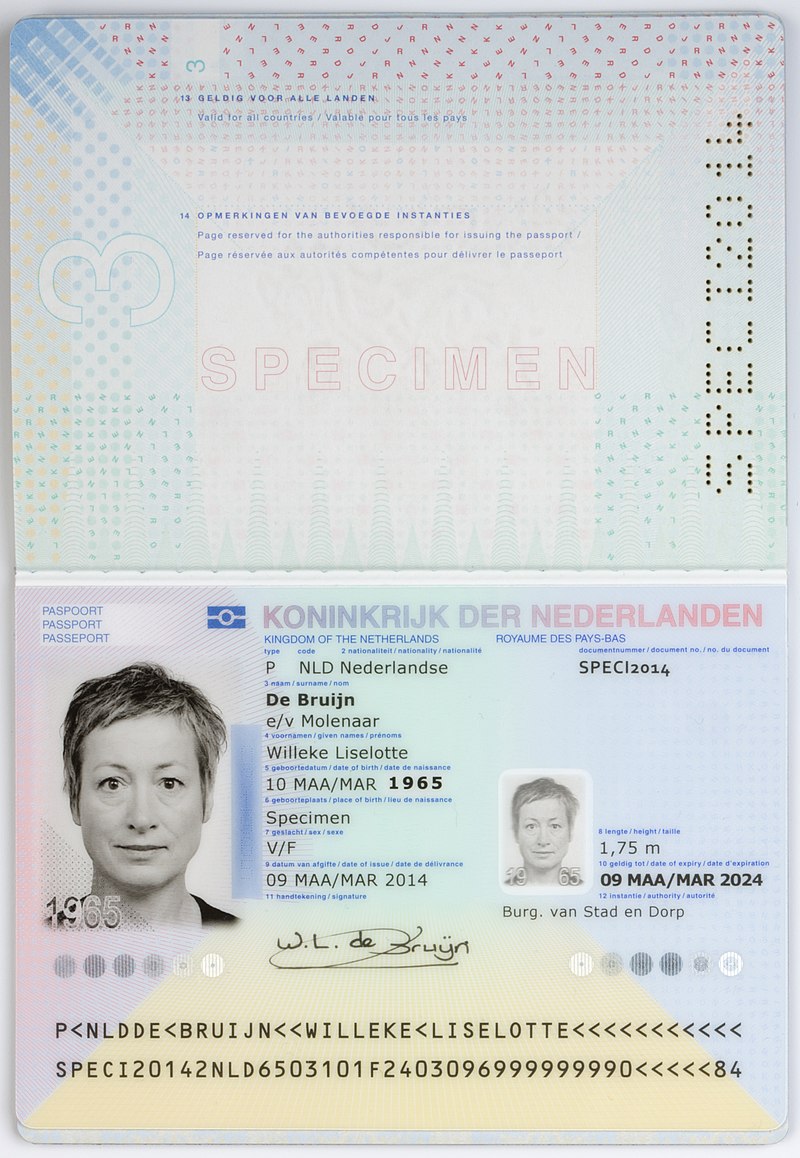 3
13 GELDIG VOOR ALLE LANDEN
Valid for all countries / Valable pour tous les pays
14 OPMERKINGEN VAN BEVOEGDE INSTANTIES
Page reserved for the authorities responsible for issuing the passport /
Page réservée aux autorités compétentes pour délivrer le passeport
3
SPECIMEN
SPECI2014
PASPOORT
PASSPORT
PASSEPORT
KONINKRIJK DER NEDERLANDEN
KINGDOM OF THE NETHERLANDS ROYAUME DES PAYS-BAS
type code 2 nationaliteit / nationality / nationalité documentnummer / document no. / no. du document
P NLD Nederlandse SPECI2014
3 naam / surname / nom
De Bruijn
e/v Molenaar
4 voornamen / given names / prénoms
Willeke Liselotte
5 geboortedatum / date of birth / date de naissance
10 MAA/MAR 1965
6 geboorteplaats / place of birth / lieu de naissance
Specimen
7 geslacht / sex / sexe 8 lengte / height / taille
V/F 1,75 m
9 datum van afgifte / date of issue / date de délivrance 10 geldig tot / date of expiry / date d'expiration
09 MAA/MAR 2014 09 MAA/MAR 2024
11 handtekening / signature 12 instantie / authority / autorité
Burg. van Stad en Dorp
1965
19 65
W.L. de Bruijn
P<NLDDE<BRUIJN<<WILLEKE<LISELOTTE<<<<<<<<<<<
SPECI20142NLD6503101F2403096999999990<<<<<84